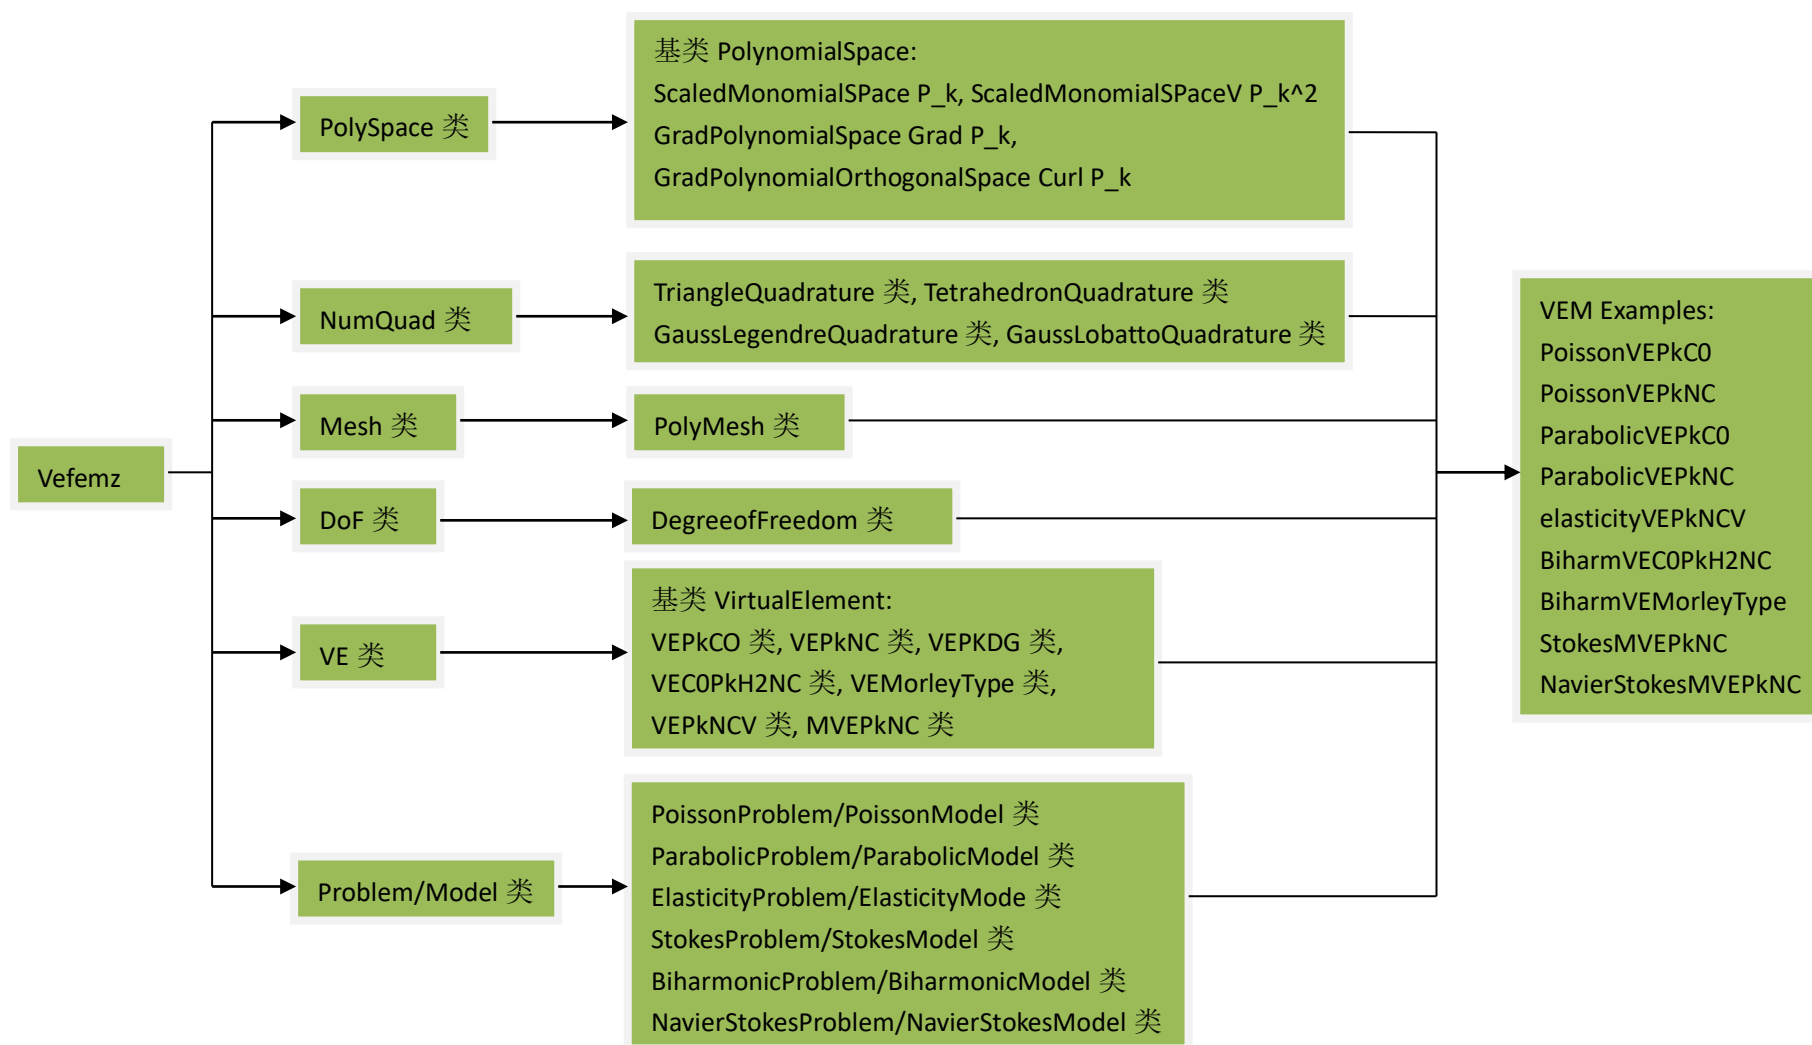 Vefemz
PolySpace 类
NumQuad 类
Mesh 类
DoF 类
VE 类
Problem/Model 类
基类 PolynomialSpace:
ScaledMonomialSPace P_k, ScaledMonomialSPaceV P_k^2
GradPolynomialSpace Grad P_k,
GradPolynomialOrthogonalSpace Curl P_k
TriangleQuadrature 类, TetrahedronQuadrature 类
GaussLegendreQuadrature 类, GaussLobattoQuadrature 类
PolyMesh 类
DegreeofFreedom 类
基类 VirtualElement:
VEPkCO 类, VEPkNC 类, VEPKDG 类,
VEC0PkH2NC 类, VEMorleyType 类,
VEPkNCV 类, MVEPkNC 类
PoissonProblem/PoissonModel 类
ParabolicProblem/ParabolicModel 类
ElasticityProblem/ElasticityMode 类
StokesProblem/StokesModel 类
BiharmonicProblem/BiharmonicModel 类
NavierStokesProblem/NavierStokesModel 类
VEM Examples:
PoissonVEPkC0
PoissonVEPkNC
ParabolicVEPkC0
ParabolicVEPkNC
elasticityVEPkNCV
BiharmVEC0PkH2NC
BiharmVEMorleyType
StokesMVEPkNC
NavierStokesMVEPkNC